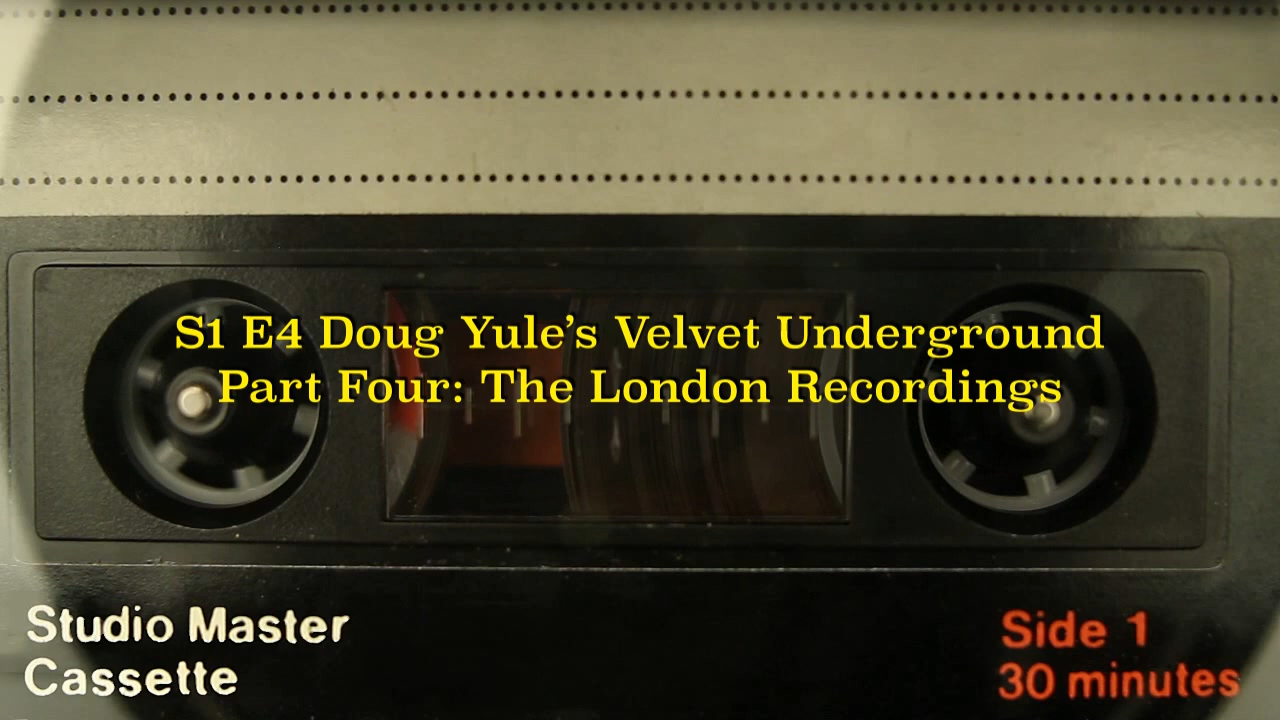 S1 E4 Doug Yule’s Velvet Underground
Part Four: The London Recordings
Studio Master
Cassette
Side 1
30 minutes